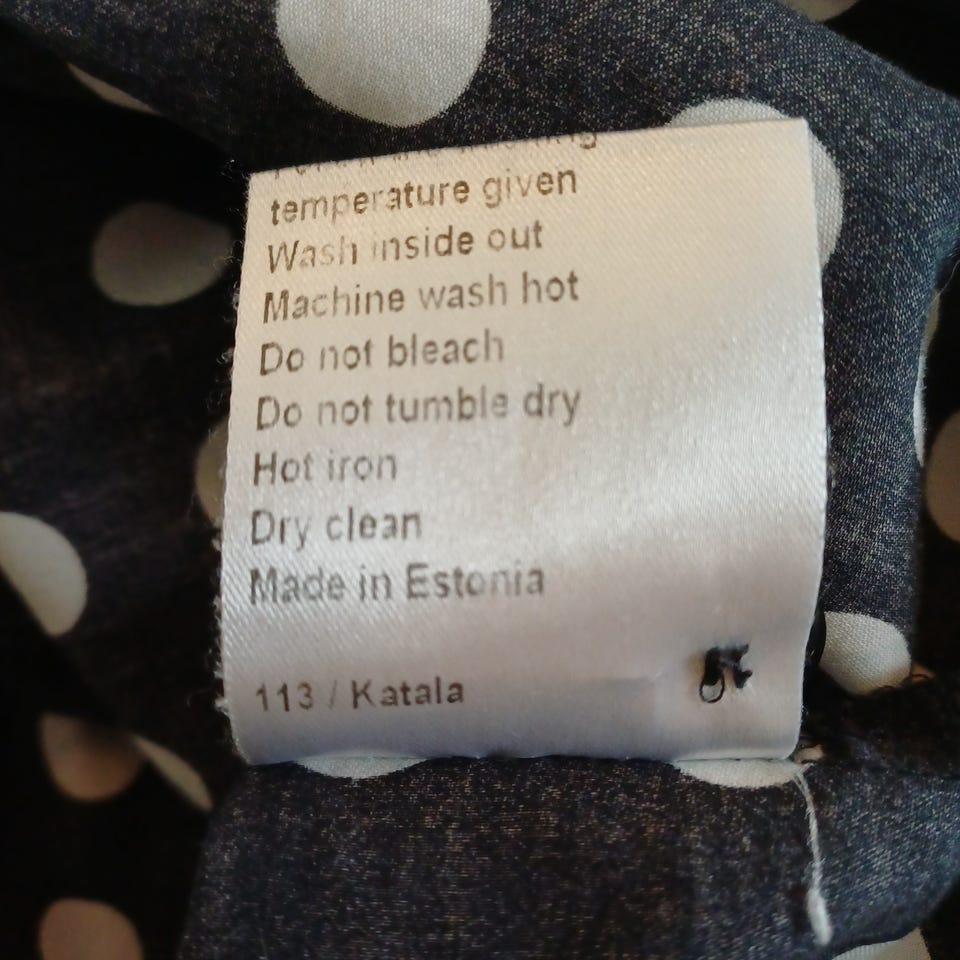 temperature given
Wash inside out
Machine wash hot
Do not bleach
Do not tumble dry
Hot iron
Dry clean
Made in Estonia
113 / Katala